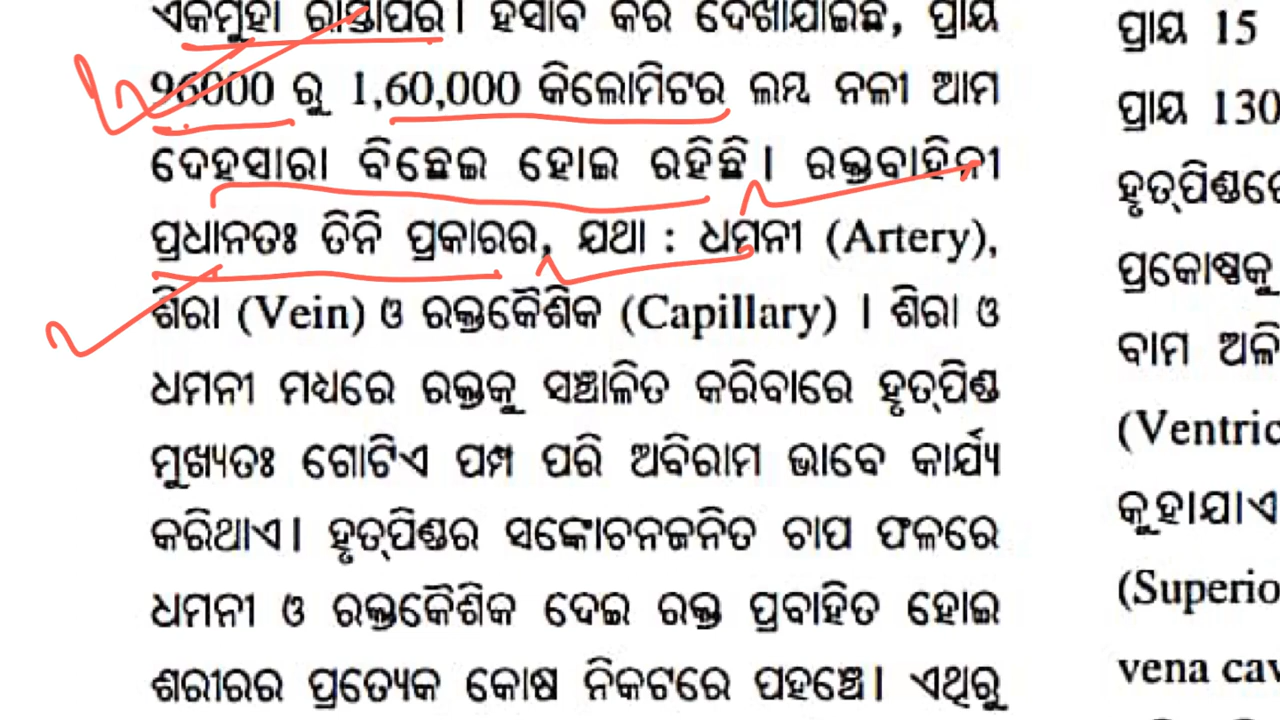 ଏକମୁହାଁ ରାସ୍ତାପରି। ହିସାବ କରି ଦେଖାଯାଇଛି, ପ୍ରାୟ
96000 ରୁ 1,60,000 କିଲୋମିଟର ଲମ୍ବ ନଳୀ ଆମ
ଦେହସାରା ବିଛେଇ ହୋଇ ରହିଛି। ରକ୍ତବାହିନୀ
ପ୍ରଧାନତଃ ତିନି ପ୍ରକାରର, ଯଥା : ଧମନୀ (Artery),
ଶିରା (Vein) ଓ ରକ୍ତକୈଶିକ (Capillary) । ଶିରା ଓ
ଧମନୀ ମଧ୍ୟରେ ରକ୍ତକୁ ସଞ୍ଚାଳିତ କରିବାରେ ହୃତ୍‌ପିଣ୍ଡ
ମୁଖ୍ୟତଃ ଗୋଟିଏ ପମ୍ପ ପରି ଅବିରାମ ଭାବେ କାର୍ଯ୍ୟ
କରିଥାଏ। ହୃତ୍‌ପିଣ୍ଡର ସଙ୍କୋଚନଜନିତ ଚାପ ଫଳରେ
ଧମନୀ ଓ ରକ୍ତକୈଶିକ ଦେଇ ରକ୍ତ ପ୍ରବାହିତ ହୋଇ
ଶରୀରର ପ୍ରତ୍ୟେକ କୋଷ ନିକଟରେ ପହଞ୍ଚେ। ଏଥିରୁ
ପ୍ରାୟ 15
ପ୍ରାୟ 130
ହୃତ୍‌ପିଣ୍ଡରେ
ପ୍ରକୋଷ୍ଠକୁ
ବାମ ଅଳି
(Ventric
କୁହାଯାଏ
(Superio
vena cav